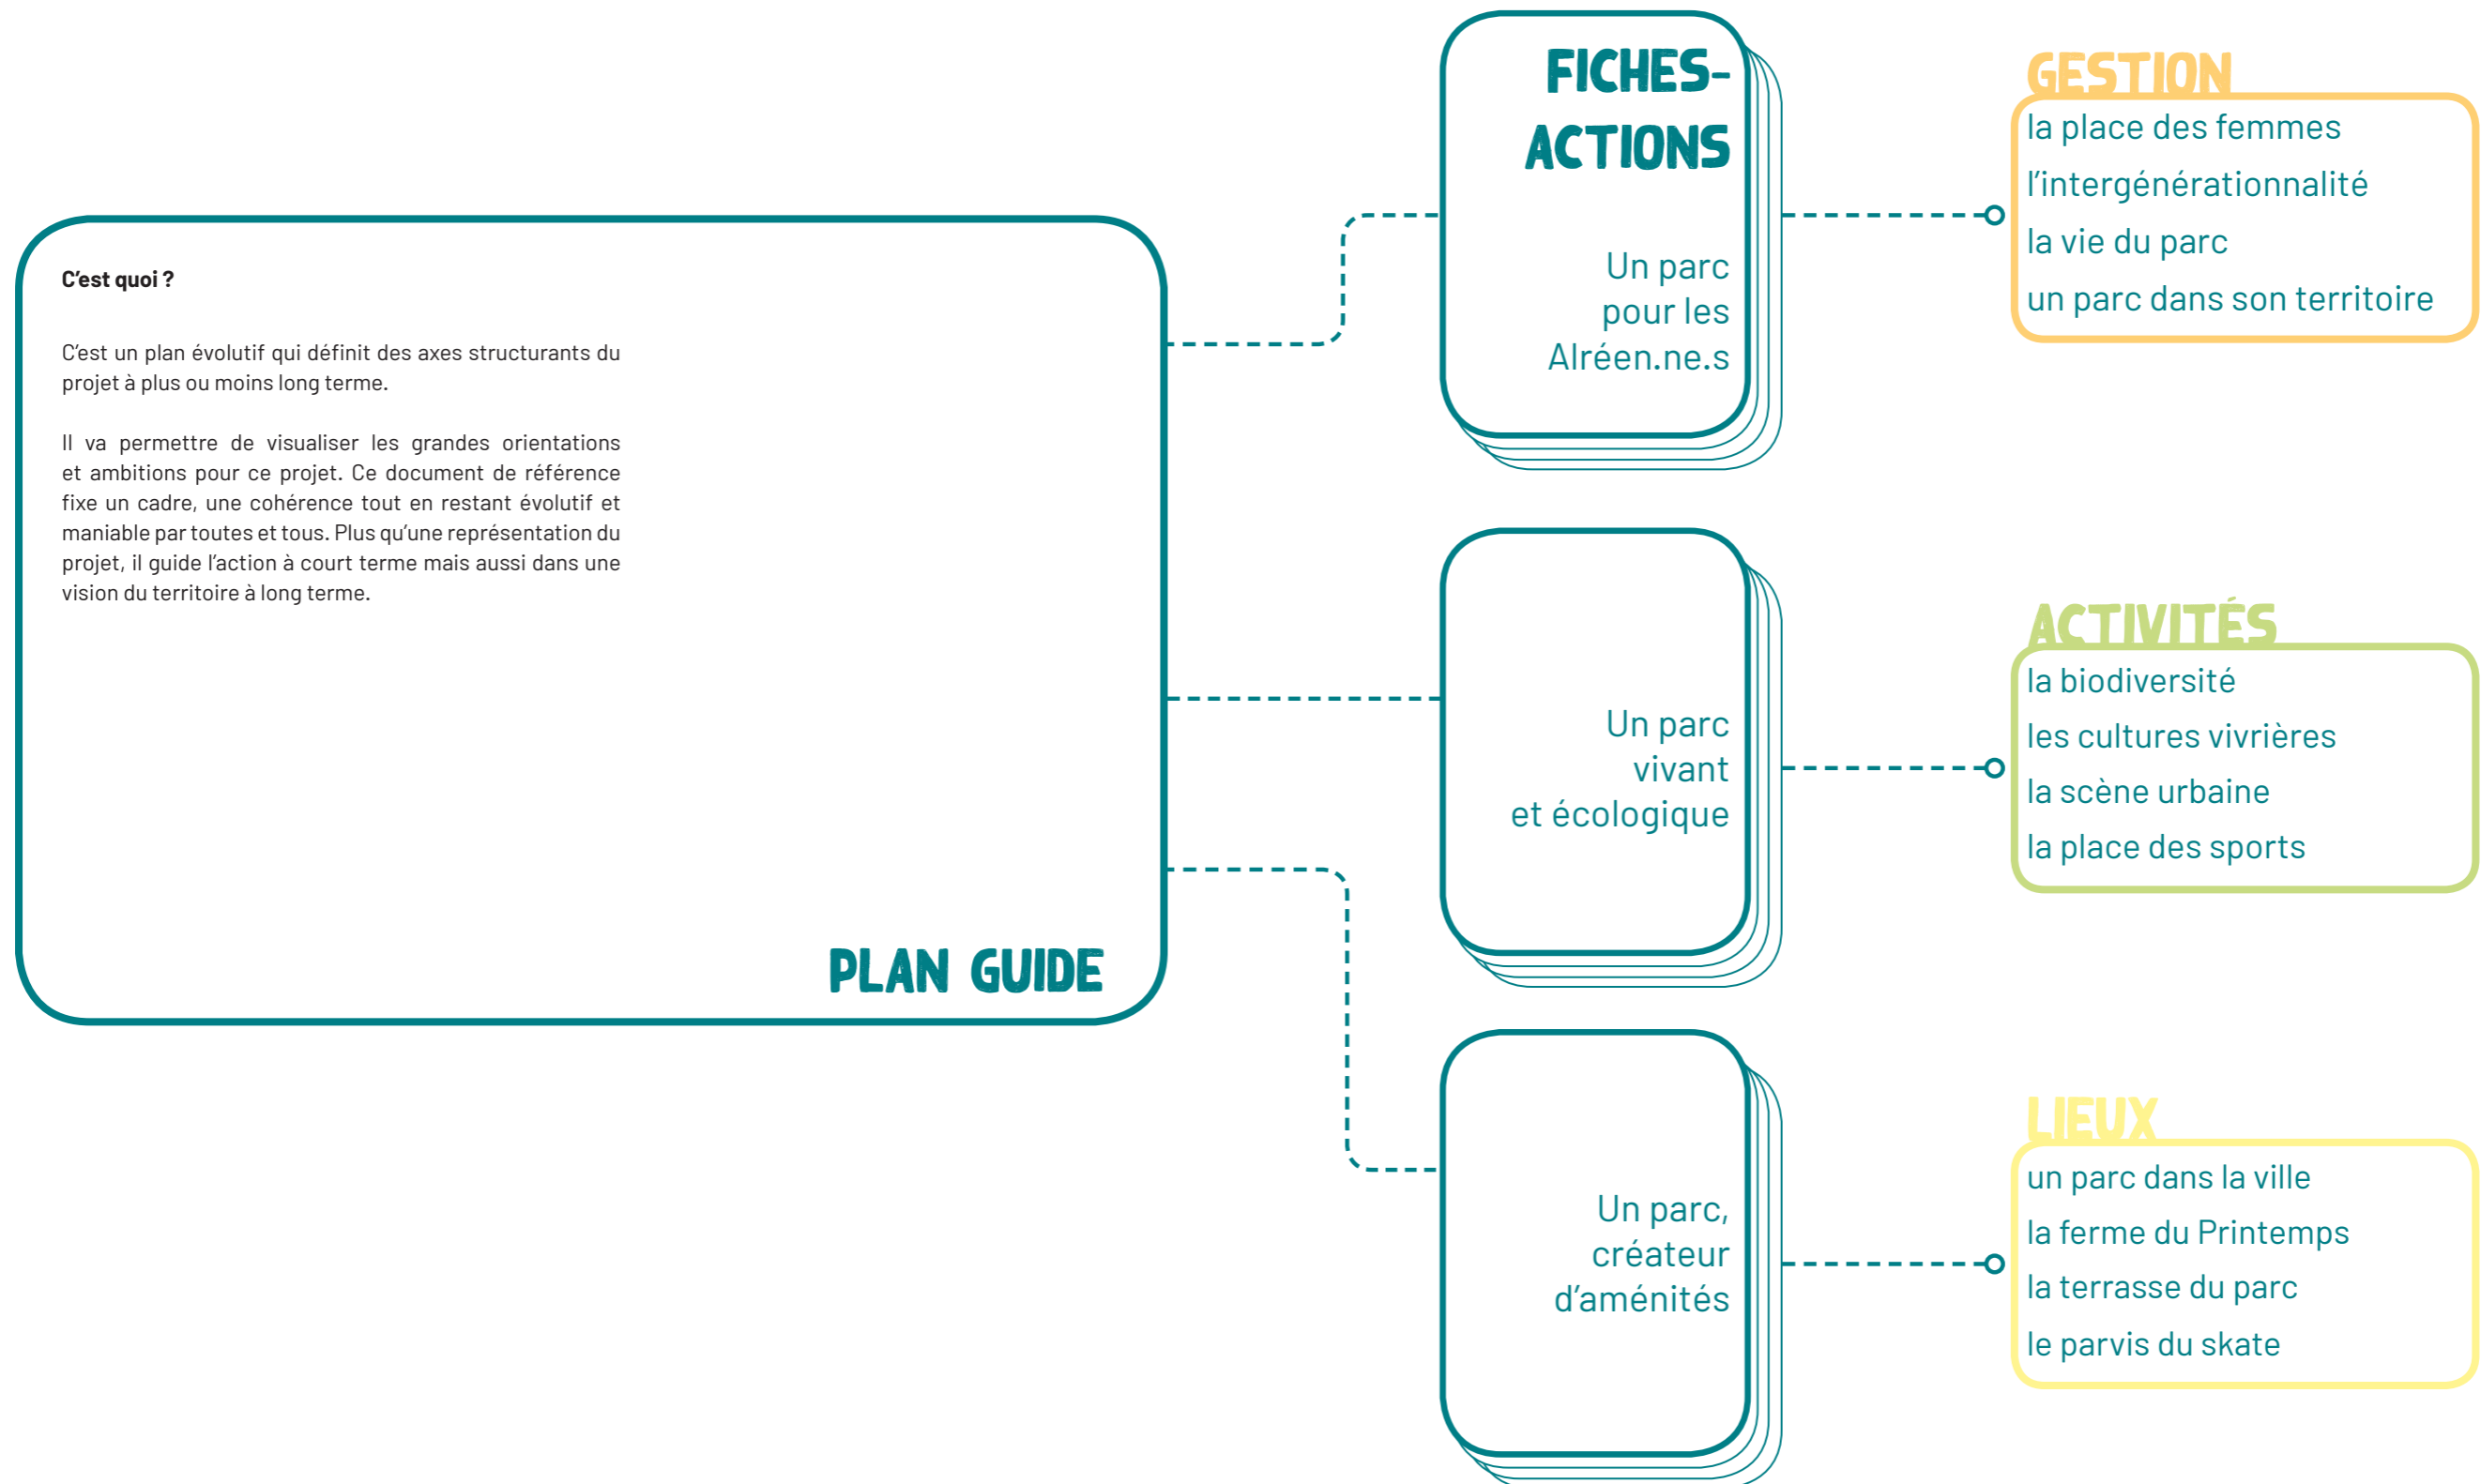 C'est quoi ?
C'est un plan évolutif qui définit des axes structurants du
projet à plus ou moins long terme.
Il va permettre de visualiser les grandes orientations
et ambitions pour ce projet. Ce document de référence
fixe un cadre, une cohérence tout en restant évolutif et
maniable par toutes et tous. Plus qu'une représentation du
projet, il guide l'action à court terme mais aussi dans une
vision du territoire à long terme.
PLAN GUIDE
FICHES-
ACTIONS
Un parc
pour les
Alréen.ne.s
GESTION
la place des femmes
l'intergénérationnalité
la vie du parc
un parc dans son territoire
Un parc
vivant
et écologique
ACTIVITÉS
la biodiversité
les cultures vivrières
la scène urbaine
la place des sports
Un parc,
créateur
d'aménités
LIEUX
un parc dans la ville
la ferme du Printemps
la terrasse du parc
le parvis du skate